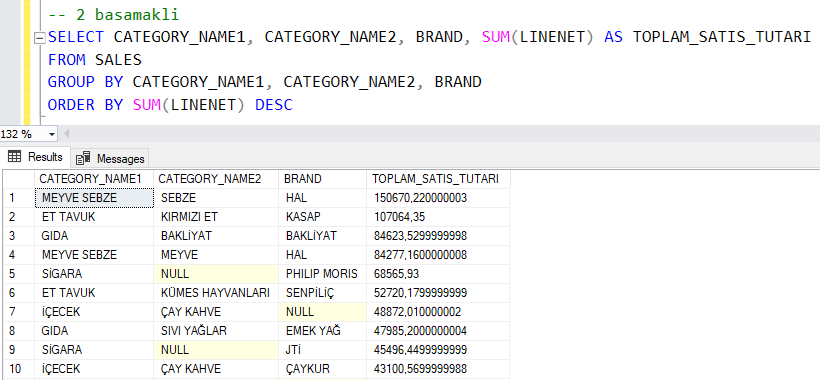 -- 2 basamakli
SELECT CATEGORY_NAME1, CATEGORY_NAME2, BRAND, SUM(LINENET) AS TOPLAM_SATIS_TUTARI
FROM SALES
GROUP BY CATEGORY_NAME1, CATEGORY_NAME2, BRAND
ORDER BY SUM(LINENET) DESC
132 %
Results Messages
CATEGORY_NAME1 CATEGORY_NAME2 BRAND TOPLAM_SATIS_TUTARI
1 MEYVE SEBZE SEBZE HAL 150670,220000003
2 ET TAVUK KIRMIZI ET KASAP 107064,35
3 GIDA BAKLİYAT BAKLİYAT 84623,5299999998
4 MEYVE SEBZE MEYVE HAL 84277,1600000008
5 SİGARA NULL PHILIP MORIS 68565,93
6 ET TAVUK KÜMES HAYVANLARI SENPİLİÇ 52720,1799999999
7 İÇECEK ÇAY KAHVE NULL 48872,010000002
8 GIDA SIVI YAĞLAR EMEK YAĞ 47985,2000000004
9 SİGARA NULL JTİ 45496,4499999999
10 İÇECEK ÇAY KAHVE ÇAYKUR 43100,5699999988